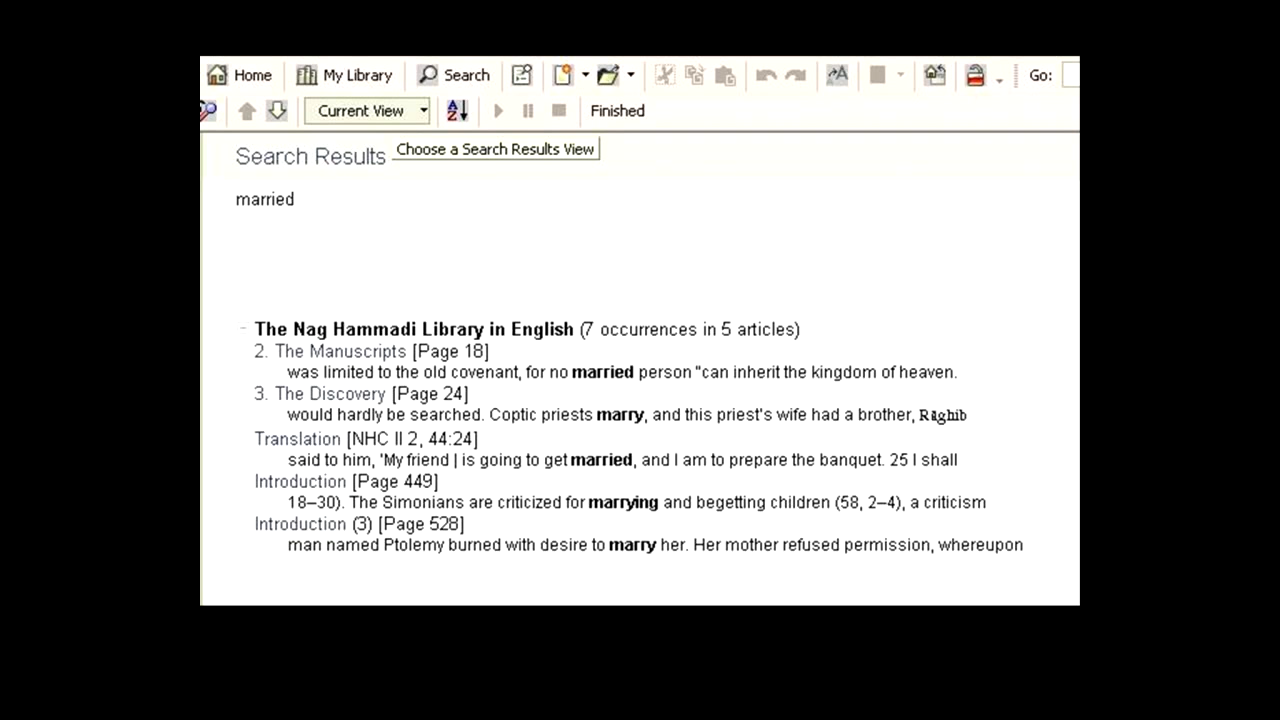 Home My Library Search Go:
Current View Finished
Search Results Choose a Search Results View
married
The Nag Hammadi Library in English (7 occurrences in 5 articles)
2. The Manuscripts [Page 18]
was limited to the old covenant, for no married person "can inherit the kingdom of heaven.
3. The Discovery [Page 24]
would hardly be searched. Coptic priests marry, and this priest's wife had a brother, Rāghib
Translation [NHC II 2, 44:24]
said to him, 'My friend | is going to get married, and I am to prepare the banquet. 25 I shall
Introduction [Page 449]
18–30). The Simonians are criticized for marrying and begetting children (58, 2–4), a criticism
Introduction (3) [Page 528]
man named Ptolemy burned with desire to marry her. Her mother refused permission, whereupon